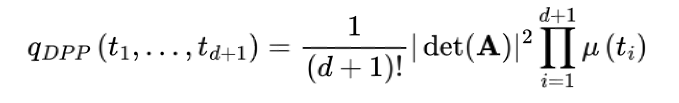 q_{DPP}(t_1, \ldots, t_{d+1}) = \frac{1}{(d+1)!} |\det(\mathbf{A})|^2 \prod_{i=1}^{d+1} \mu(t_i)